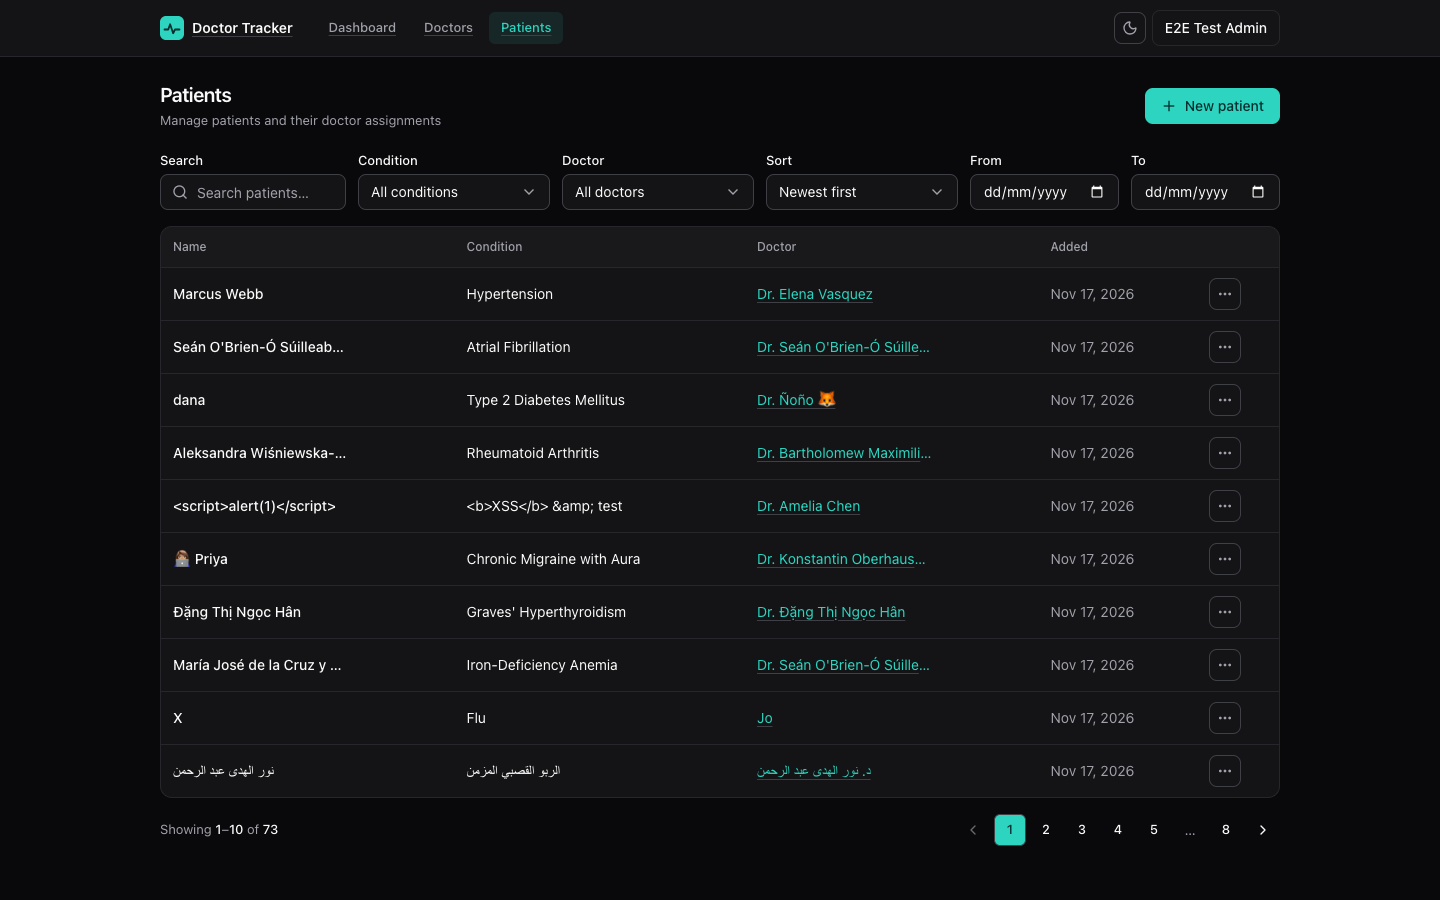 Doctor Tracker Dashboard Doctors Patients E2E Test Admin
Patients
Manage patients and their doctor assignments
+ New patient
Search Condition Doctor Sort From To
Search patients... All conditions All doctors Newest first dd/mm/yyyy dd/mm/yyyy
Name Condition Doctor Added
Marcus Webb Hypertension Dr. Elena Vasquez Nov 17, 2026
Seán O'Brien-Ó Súilleab... Atrial Fibrillation Dr. Seán O'Brien-Ó Súille... Nov 17, 2026
dana Type 2 Diabetes Mellitus Dr. Ñoño 🦊 Nov 17, 2026
Aleksandra Wiśniewska-... Rheumatoid Arthritis Dr. Bartholomew Maximili... Nov 17, 2026
<script>alert(1)</script> <b>XSS</b> &amp; test Dr. Amelia Chen Nov 17, 2026
Priya Chronic Migraine with Aura Dr. Konstantin Oberhaus... Nov 17, 2026
Đặng Thị Ngọc Hân Graves' Hyperthyroidism Dr. Đặng Thị Ngọc Hân Nov 17, 2026
María José de la Cruz y ... Iron-Deficiency Anemia Dr. Seán O'Brien-Ó Súille... Nov 17, 2026
X Flu Jo Nov 17, 2026
نور الهدى عبد الرحمن الربو القصبي المزمن د. نور الهدى عبد الرحمن Nov 17, 2026
Showing 1–10 of 73 1 2 3 4 5 ... 8